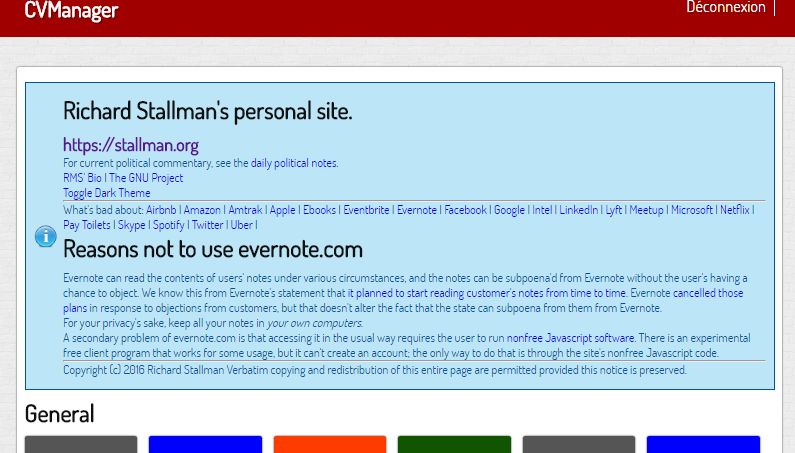 CVManager
Déconnexion |
Richard Stallman's personal site.
https://stallman.org
For current political commentary, see the daily political notes.
RMS' Bio | The GNU Project
Toggle Dark Theme
What's bad about: Airbnb | Amazon | Amtrak | Apple | Ebooks | Eventbrite | Evernote | Facebook | Google | Intel | LinkedIn | Lyft | Meetup | Microsoft | Netflix |
Pay Toilets | Skype | Spotify | Twitter | Uber |
Reasons not to use evernote.com
Evernote can read the contents of users' notes under various circumstances, and the notes can be subpoena'd from Evernote without the user's having a
chance to object. We know this from Evernote's statement that it planned to start reading customer's notes from time to time. Evernote cancelled those
plans in response to objections from customers, but that doesn't alter the fact that the state can subpoena from them from Evernote.
For your privacy's sake, keep all your notes in your own computers.
A secondary problem of evernote.com is that accessing it in the usual way requires the user to run nonfree Javascript software. There is an experimental
free client program that works for some usage, but it can't create an account; the only way to do that is through the site's nonfree Javascript code.
Copyright (c) 2016 Richard Stallman Verbatim copying and redistribution of this entire page are permitted provided this notice is preserved.
General